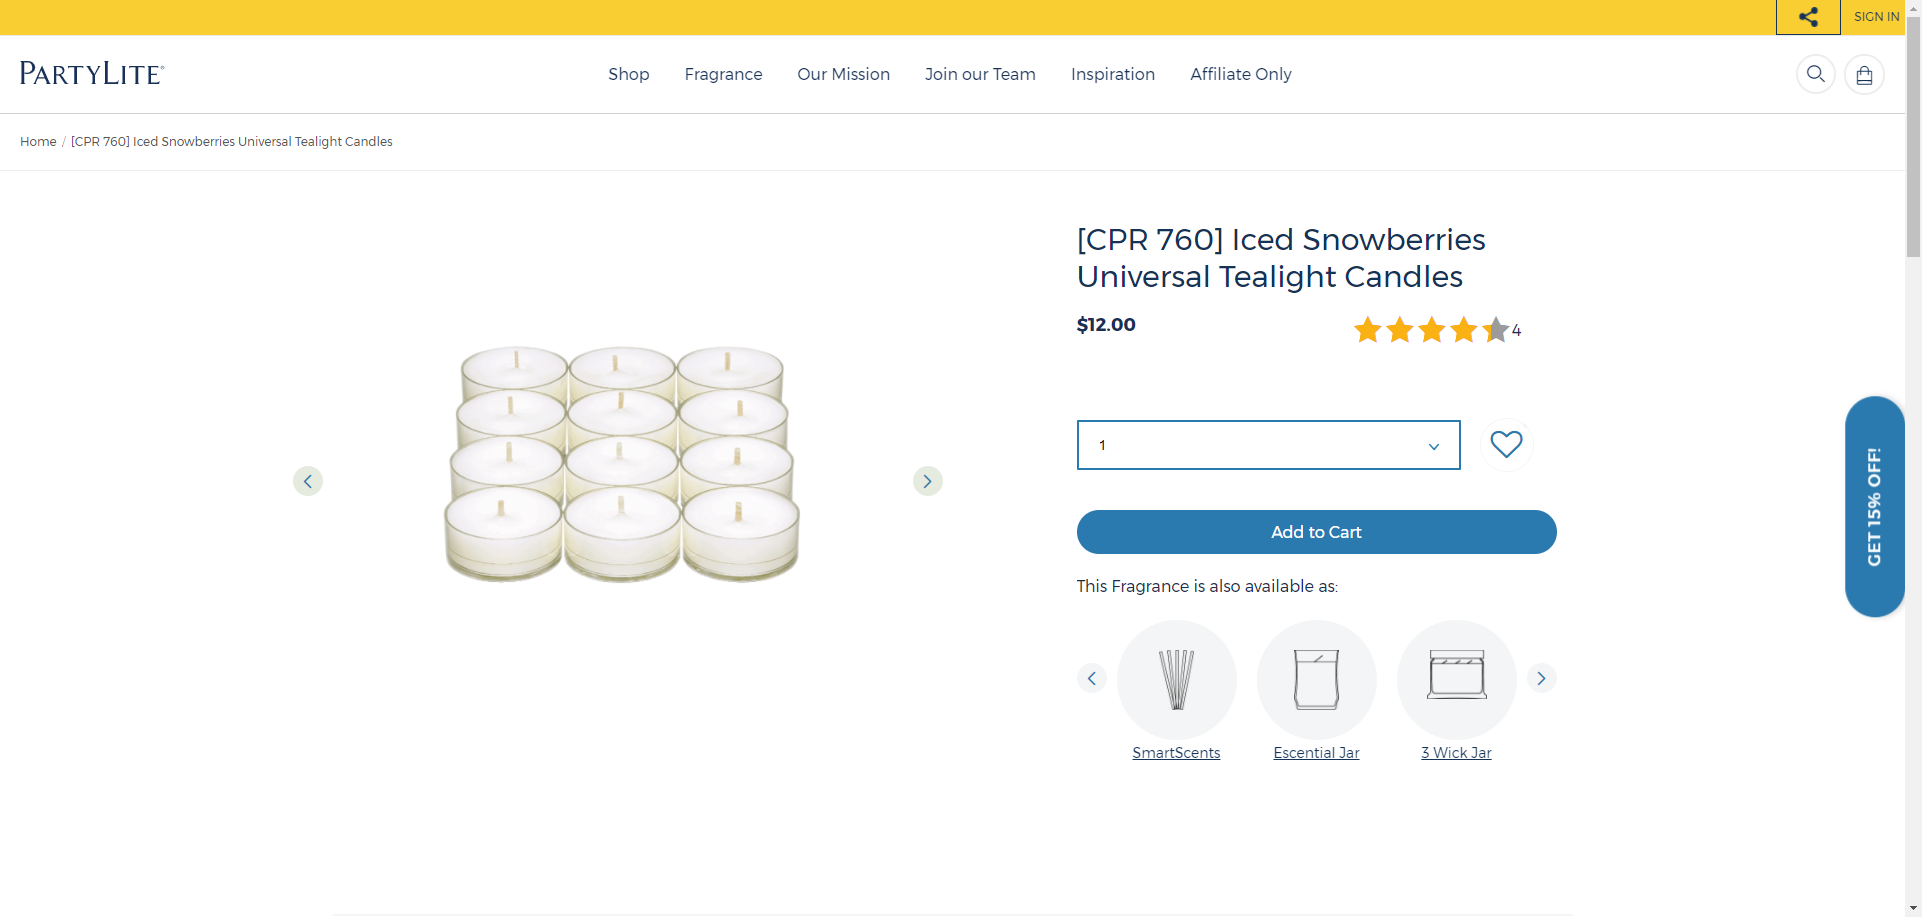 SIGN IN
PARTYLITE®
Shop
Fragrance
Our Mission
Join our Team
Inspiration
Affiliate Only
Home / [CPR 760] Iced Snowberries Universal Tealight Candles
[CPR 760] Iced Snowberries
Universal Tealight Candles
$12.00
4
1
Add to Cart
GET 15% OFF!
This Fragrance is also available as:
SmartScents
Escential Jar
3 Wick Jar